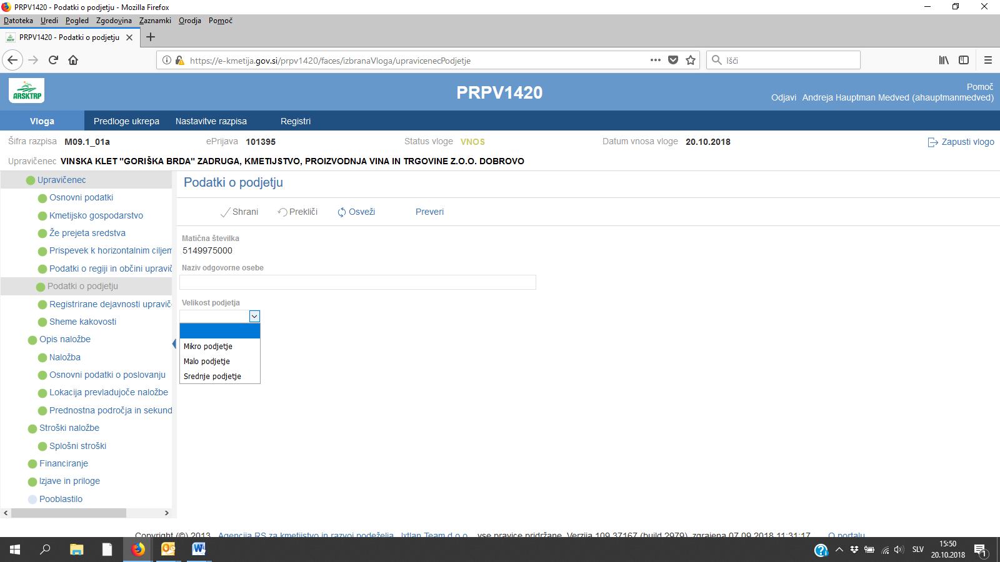 PRPV1420 - Podatki o podjetju - Mozilla Firefox
Datoteka Uredi Pogled Zgodovina Zaznamki Orodja Pomoč
PRPV1420 - Podatki o podjetju
https://e-kmetija.gov.si/prpv1420/faces/izbranaVloga/upravicenecPodjetje
Išči
ARSKTRP
PRPV1420
Pomoč
Odjavi Andreja Hauptman Medved (ahauptmanmedved)
Vloga Predloge ukrepa Nastavitve razpisa Registri
Šifra razpisa M09.1_01a ePrijava 101395 Status vloge VNOS Datum vnosa vloge 20.10.2018 Zapusti vlogo
Upravičenec VINSKA KLET "GORIŠKA BRDA" ZADRUGA, KMETIJSTVO, PROIZVODNJA VINA IN TRGOVINE Z.O.O. DOBROVO
Upravičenec
Osnovni podatki
Kmetijsko gospodarstvo
Že prejeta sredstva
Prispevek k horizontalnim ciljem
Podatki o regiji in občini upravič
Podatki o podjetju
Registrirane dejavnosti upravič
Sheme kakovosti
Opis naložbe
Naložba
Osnovni podatki o poslovanju
Lokacija prevladujoče naložbe
Prednostna področja in sekund
Stroški naložbe
Splošni stroški
Financiranje
Izjave in priloge
Pooblastilo
Podatki o podjetju
Shrani Prekliči Osveži Preveri
Matična številka
5149975000
Naziv odgovorne osebe
Velikost podjetja
Mikro podjetje
Malo podjetje
Srednje podjetje
Copyright (©) 2013 Agencija RS za kmetijstvo in razvoj podeželja, Ixtlan Team d.o.o., vse pravice pridržane. Verzija 109.37167 (build 2979), zgrajena 07.09.2018 11:31:17 O portalu
SLV
15:50
20.10.2018
1